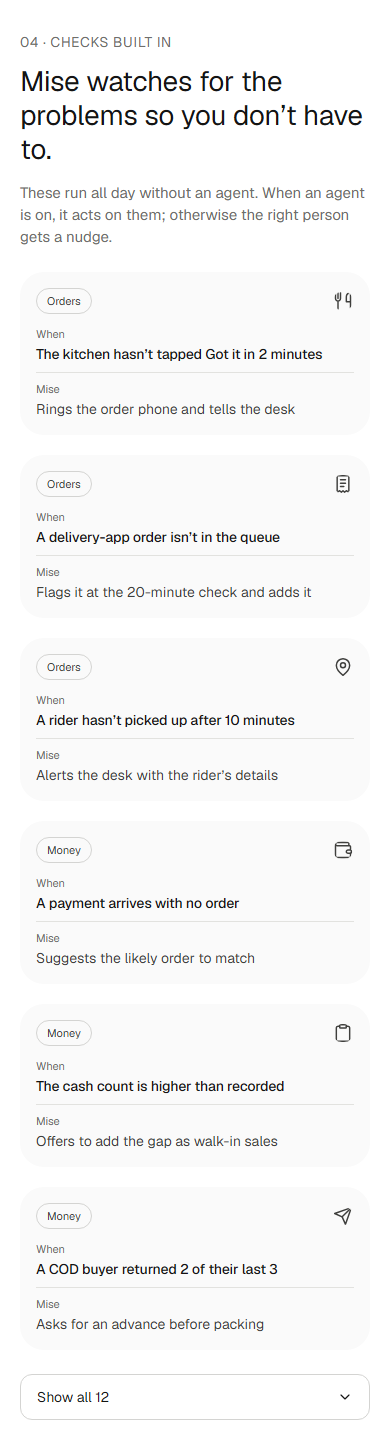 04 · CHECKS BUILT IN
Mise watches for the
problems so you don’t have
to.
These run all day without an agent. When an agent
is on, it acts on them; otherwise the right person
gets a nudge.
Orders
When
The kitchen hasn’t tapped Got it in 2 minutes
Mise
Rings the order phone and tells the desk
Orders
When
A delivery-app order isn’t in the queue
Mise
Flags it at the 20-minute check and adds it
Orders
When
A rider hasn’t picked up after 10 minutes
Mise
Alerts the desk with the rider’s details
Money
When
A payment arrives with no order
Mise
Suggests the likely order to match
Money
When
The cash count is higher than recorded
Mise
Offers to add the gap as walk-in sales
Money
When
A COD buyer returned 2 of their last 3
Mise
Asks for an advance before packing
Show all 12